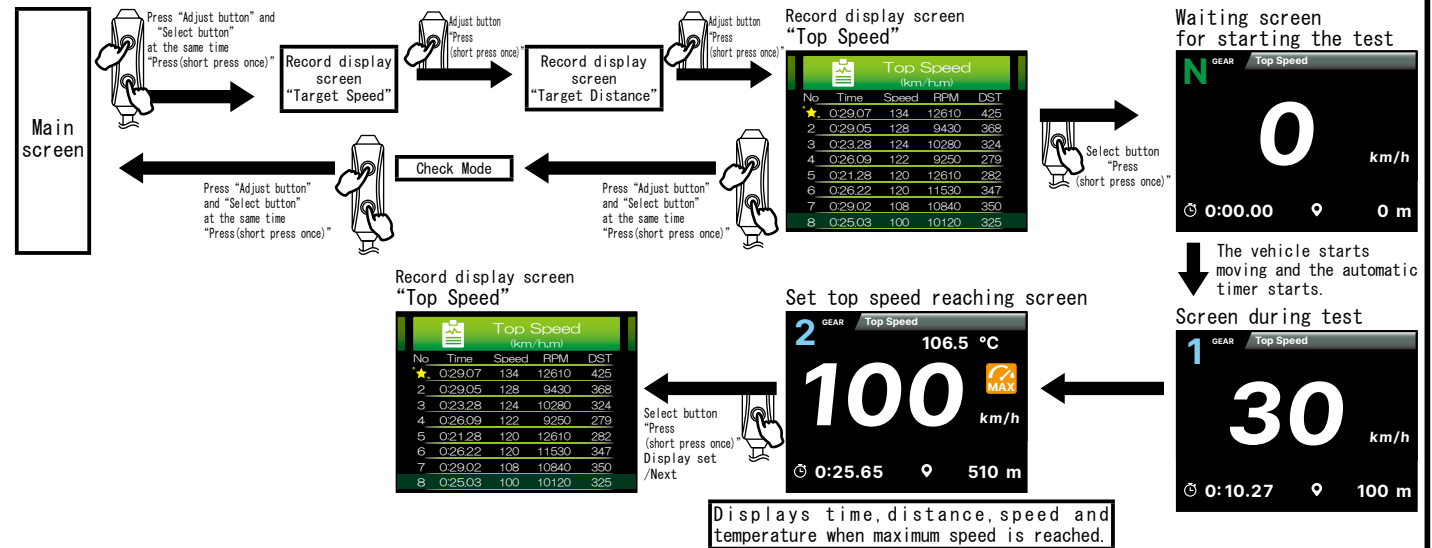 Main
screen
Press “Adjust button” and
“Select button”
at the same time
“Press(short press once)”
Record display
screen
“Target Speed”
Adjust button
“Press
(short press once)”
Record display
screen
“Target Distance”
Adjust button
“Press
(short press once)”
Record display screen
“Top Speed”
Top Speed
(km/h,m)
No Time Speed RPM DST
0:29.07 134 12610 425
2 0:29.05 128 9430 368
3 0:23.28 124 10280 324
4 0:26.09 122 9250 279
5 0:21.28 120 12610 282
6 0:26.22 120 11530 347
7 0:29.02 108 10840 350
8 0:25.03 100 10120 325
Select button
“Press
(short press once)”
Waiting screen
for starting the test
N GEAR Top Speed
0
km/h
0:00.00 0 m
The vehicle starts
moving and the automatic
timer starts.
Screen during test
1 GEAR Top Speed
30
km/h
0:10.27 100 m
Set top speed reaching screen
2 GEAR Top Speed
106.5 °C
100
MAX
km/h
0:25.65 510 m
Displays time,distance,speed and
temperature when maximum speed is reached.
Select button
“Press
(short press once)”
Display set
/Next
Record display screen
“Top Speed”
Top Speed
(km/h,m)
No Time Speed RPM DST
0:29.07 134 12610 425
2 0:29.05 128 9430 368
3 0:23.28 124 10280 324
4 0:26.09 122 9250 279
5 0:21.28 120 12610 282
6 0:26.22 120 11530 347
7 0:29.02 108 10840 350
8 0:25.03 100 10120 325
Press “Adjust button”
and “Select button”
at the same time
“Press(short press once)”
Check Mode
Press “Adjust button”
and “Select button”
at the same time
“Press(short press once)”